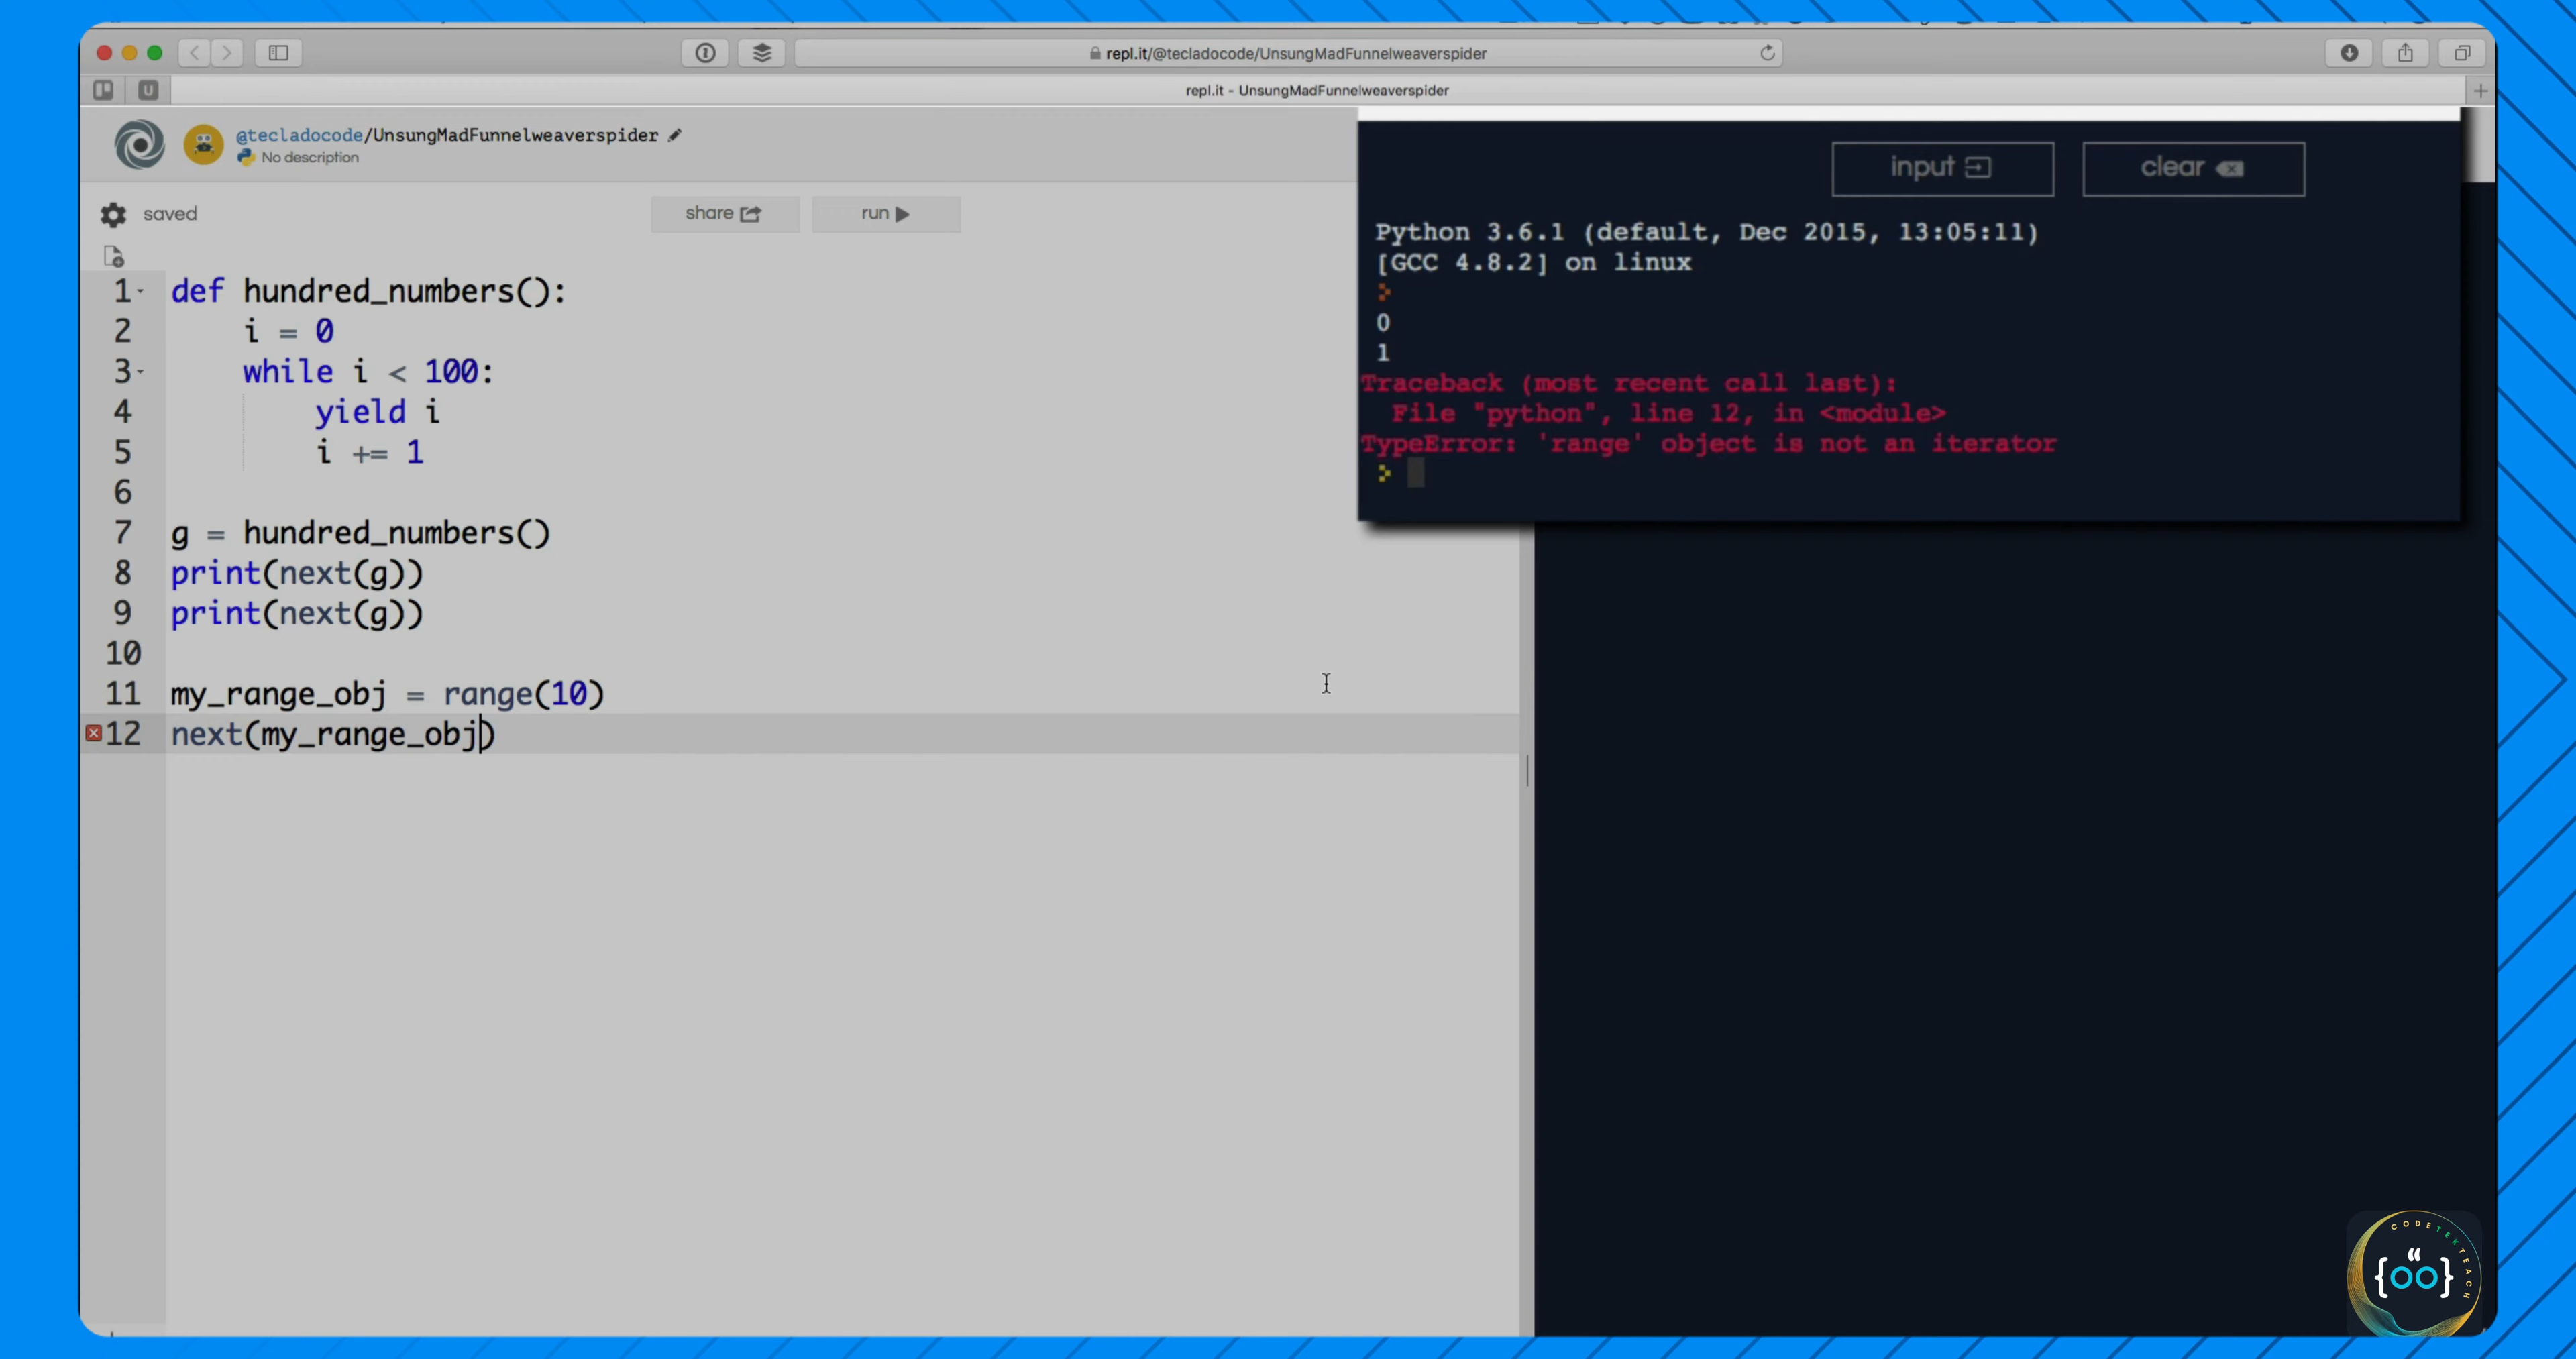 repl.it/@tecladocode/UnsungMadFunnelweaverspider
U
repl.it - UnsungMadFunnelweaverspider
@tecladocode/UnsungMadFunnelweaverspider
No description
input
clear
saved
share
run
1 def hundred_numbers():
2 i = 0
3 while i < 100:
4 yield i
5 i += 1
6
7 g = hundred_numbers()
8 print(next(g))
9 print(next(g))
10
11 my_range_obj = range(10)
12 next(my_range_obj)
Python 3.6.1 (default, Dec 2015, 13:05:11)
[GCC 4.8.2] on linux
0
1
Traceback (most recent call last):
File "python", line 12, in <module>
TypeError: 'range' object is not an iterator
CODETEKTEACH
{oo}